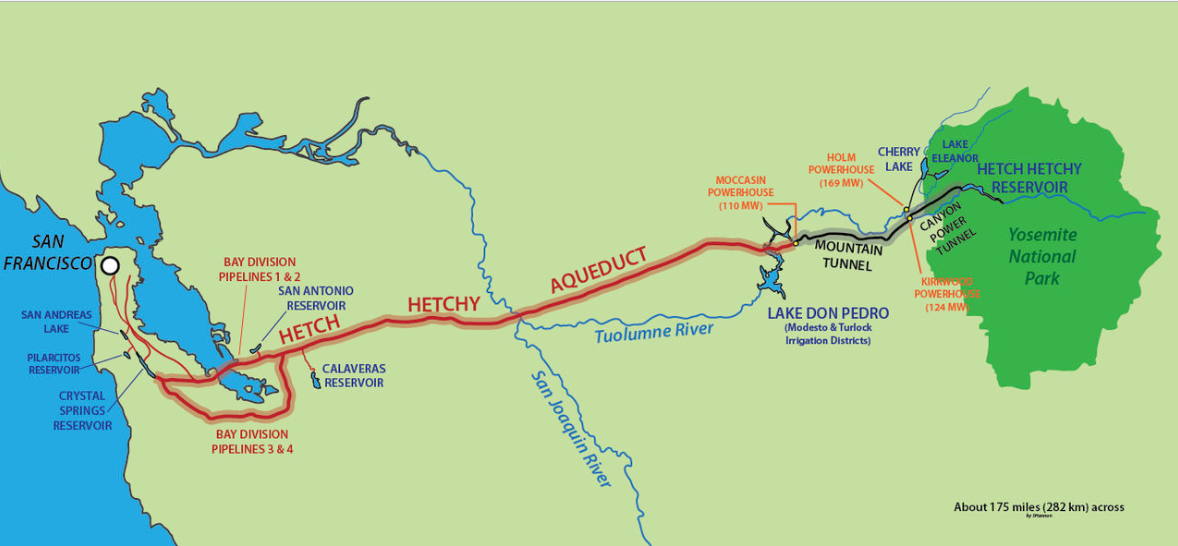 SAN
FRANCISCO
SAN ANDREAS
LAKE
PILARCITOS
RESERVOIR
CRYSTAL
SPRINGS
RESERVOIR
BAY DIVISION
PIPELINES 1 & 2
SAN ANTONIO
RESERVOIR
CALAVERAS
RESERVOIR
BAY DIVISION
PIPELINES 3 & 4
HETCH HETCHY AQUEDUCT
San Joaquin River
Tuolumne River
MOCCASIN
POWERHOUSE
(110 MW)
LAKE DON PEDRO
(Modesto & Turlock
Irrigation Districts)
MOUNTAIN
TUNNEL
HOLM
POWERHOUSE
(169 MW)
CHERRY
LAKE
LAKE
ELEANOR
HETCH HETCHY
RESERVOIR
CANYON
POWER
TUNNEL
KIRKWOOD
POWERHOUSE
(124 MW)
Yosemite
National
Park
About 175 miles (282 km) across